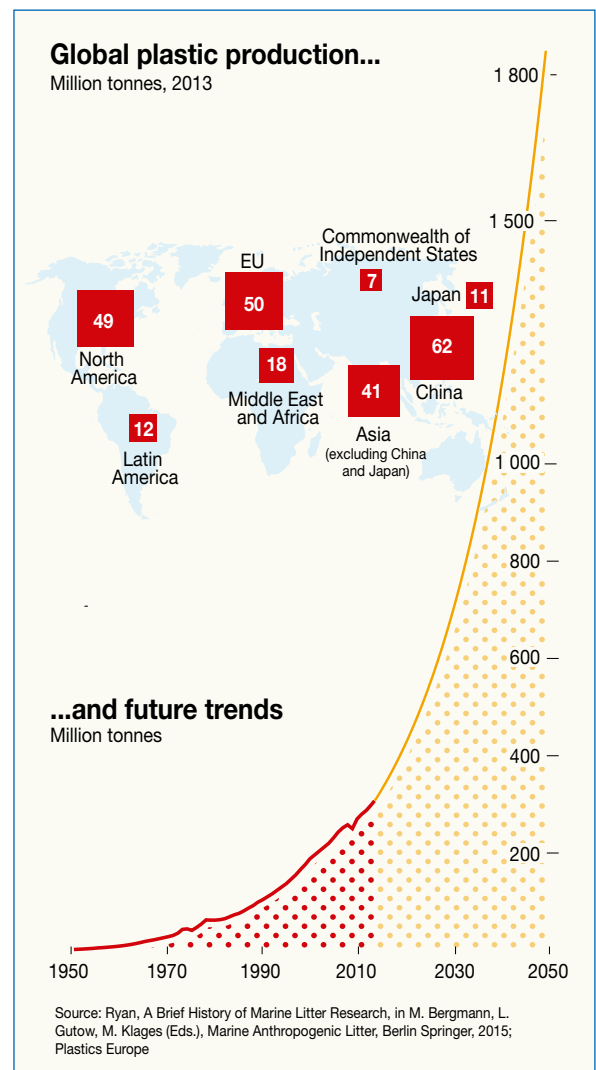 Global plastic production...
Million tonnes, 2013
1 800
1 500
Commonwealth of
Independent States
7
EU
50
Japan 11
49
North
America
18
Middle East
and Africa
62
China
41
Asia
(excluding China
and Japan)
12
Latin
America
1 000
800
600
...and future trends
Million tonnes
400
200
1950 1970 1990 2010 2030 2050
Source: Ryan, A Brief History of Marine Litter Research, in M. Bergmann, L.
Gutow, M. Klages (Eds.), Marine Anthropogenic Litter, Berlin Springer, 2015;
Plastics Europe